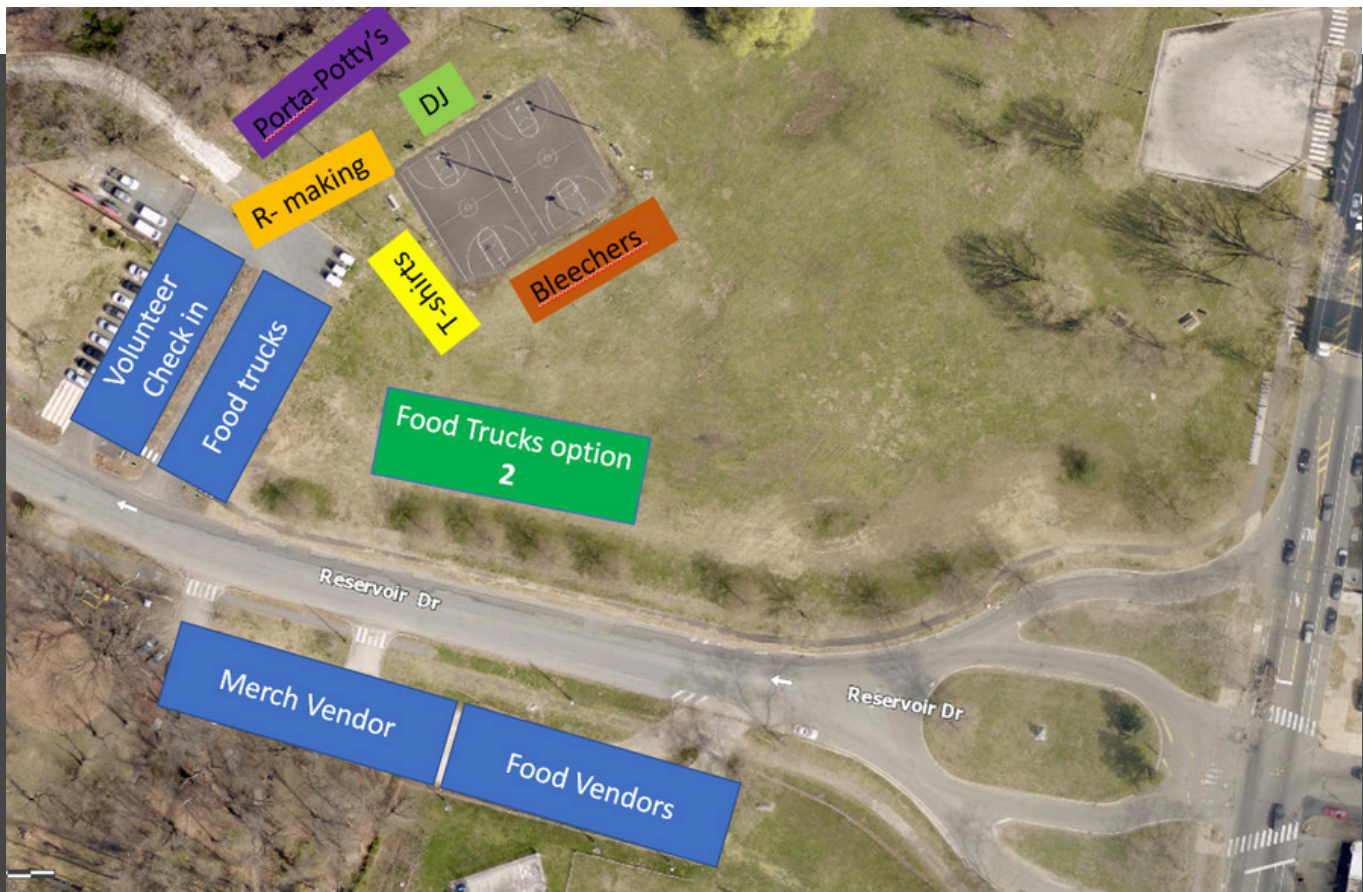 Porta-Potty's
DJ
R- making
T-shirts
Bleechers
Volunteer
Check in
Food trucks
Food Trucks option
2
Reservoir Dr
Reservoir Dr
Merch Vendor
Food Vendors